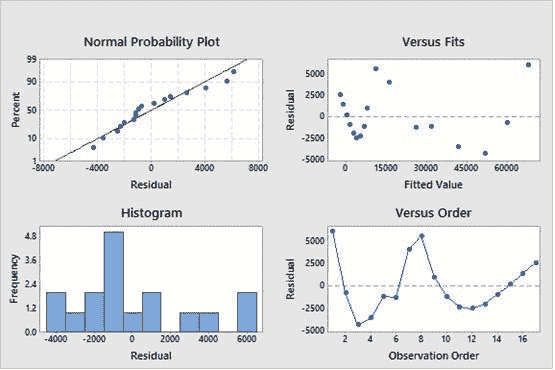 Normal Probability Plot
99
90
50
10
1
Percent
-8000 -4000 0 4000 8000
Residual
Versus Fits
5000
2500
0
-2500
-5000
Residual
0 15000 30000 45000 60000
Fitted Value
Histogram
4.8
3.6
2.4
1.2
0.0
Frequency
-4000 -2000 0 2000 4000 6000
Residual
Versus Order
5000
2500
0
-2500
-5000
Residual
2 4 6 8 10 12 14 16
Observation Order